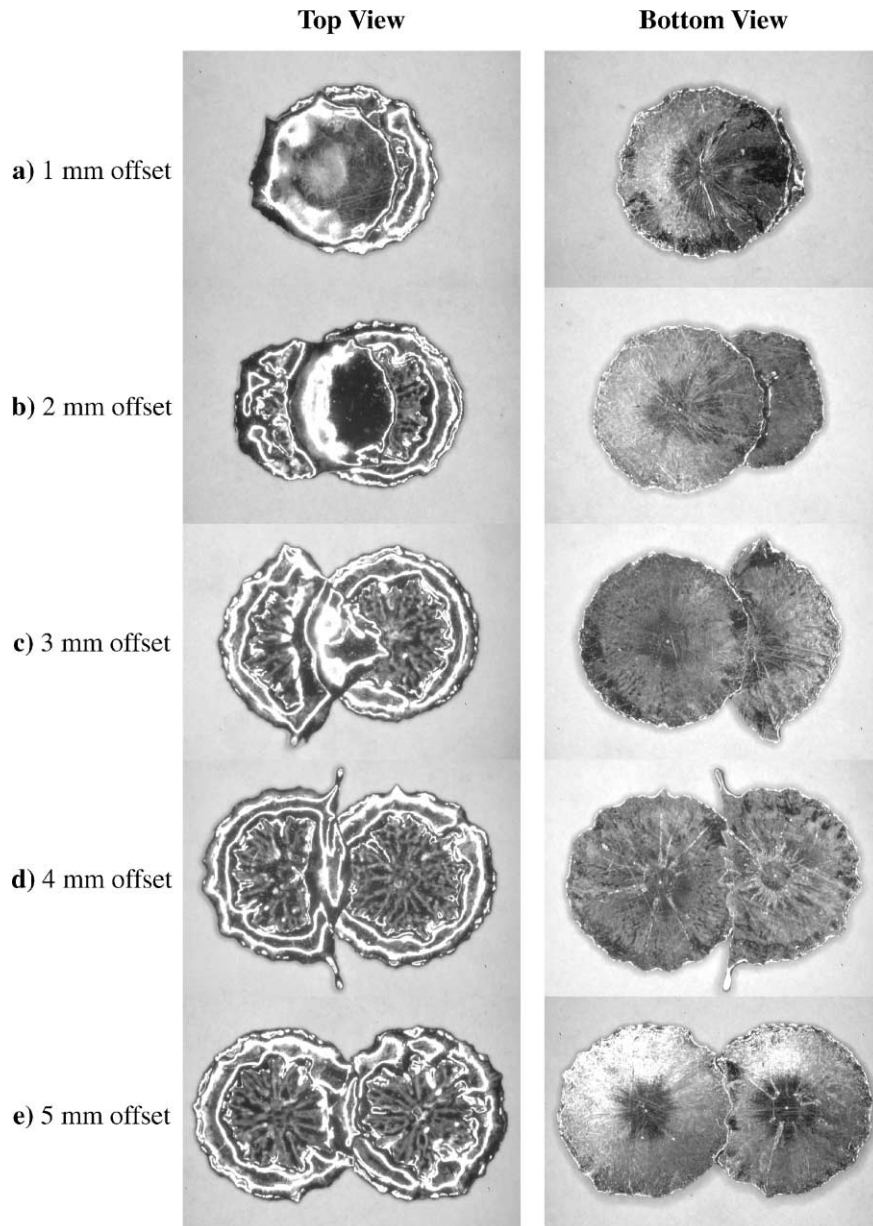 Top View
Bottom View
a) 1 mm offset
b) 2 mm offset
c) 3 mm offset
d) 4 mm offset
e) 5 mm offset